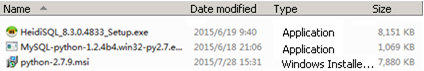 Name Date modified Type Size
HeidiSQL_8.3.0.4833_Setup.exe 2015/6/19 9:40 Application 8,151 KB
MySQL-python-1.2.4b4.win32-py2.7.e... 2015/6/18 21:06 Application 1,069 KB
python-2.7.9.msi 2015/7/28 15:31 Windows Installe... 7,880 KB